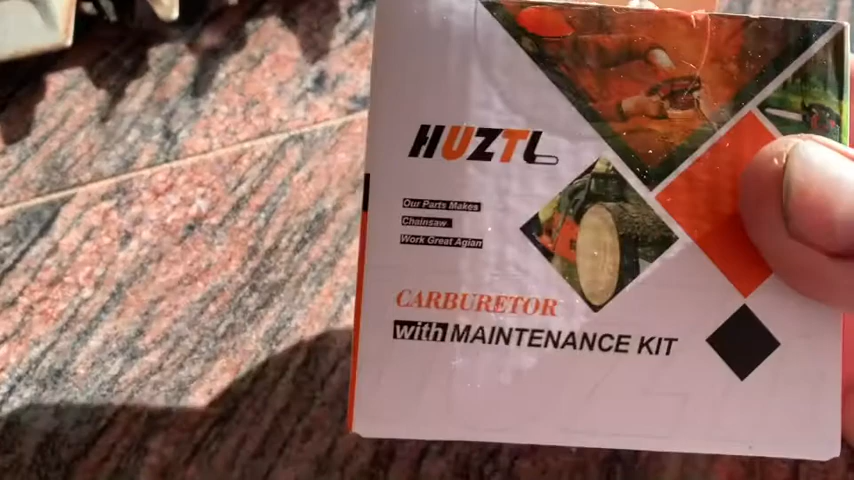 HUZTL
Our Parts Makes
Chainsaw
Work Great Agian
CARBURETOR
with MAINTENANCE KIT